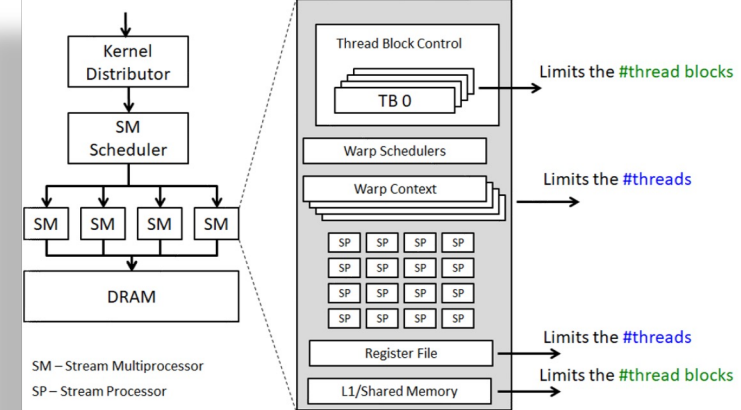 Kernel
Distributor
SM
Scheduler
SM SM SM SM
DRAM
SM – Stream Multiprocessor
SP – Stream Processor
Thread Block Control
TB 0
Limits the #thread blocks
Warp Schedulers
Warp Context
Limits the #threads
SP SP SP SP
SP SP SP SP
SP SP SP SP
SP SP SP SP
Register File
Limits the #threads
L1/Shared Memory
Limits the #thread blocks